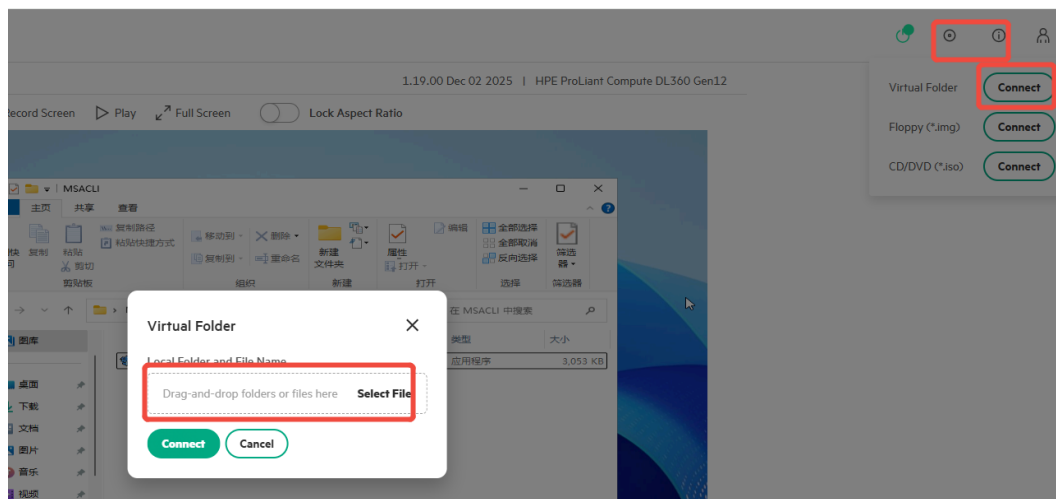 1.19.00 Dec 02 2025 | HPE ProLiant Compute DL360 Gen12
Virtual Folder Connect
Record Screen Play Full Screen Lock Aspect Ratio
Floppy (*.img) Connect
CD/DVD (*.iso) Connect
MSACLI
主页 共享 查看
复制 粘贴 复制路径 粘贴快捷方式 剪切
移动到 删除 复制到 重命名
新建文件夹
属性 打开 编辑
全部选择 全部取消 反向选择
筛选器
剪贴板 组织 新建 打开 选择 筛选器
在 MSACLI 中搜索
图库 类型 大小
应用程序 3,053 KB
桌面
下载
文档
图片
音乐
视频
Virtual Folder
Local Folder and File Name
Drag-and-drop folders or files here Select File
Connect Cancel